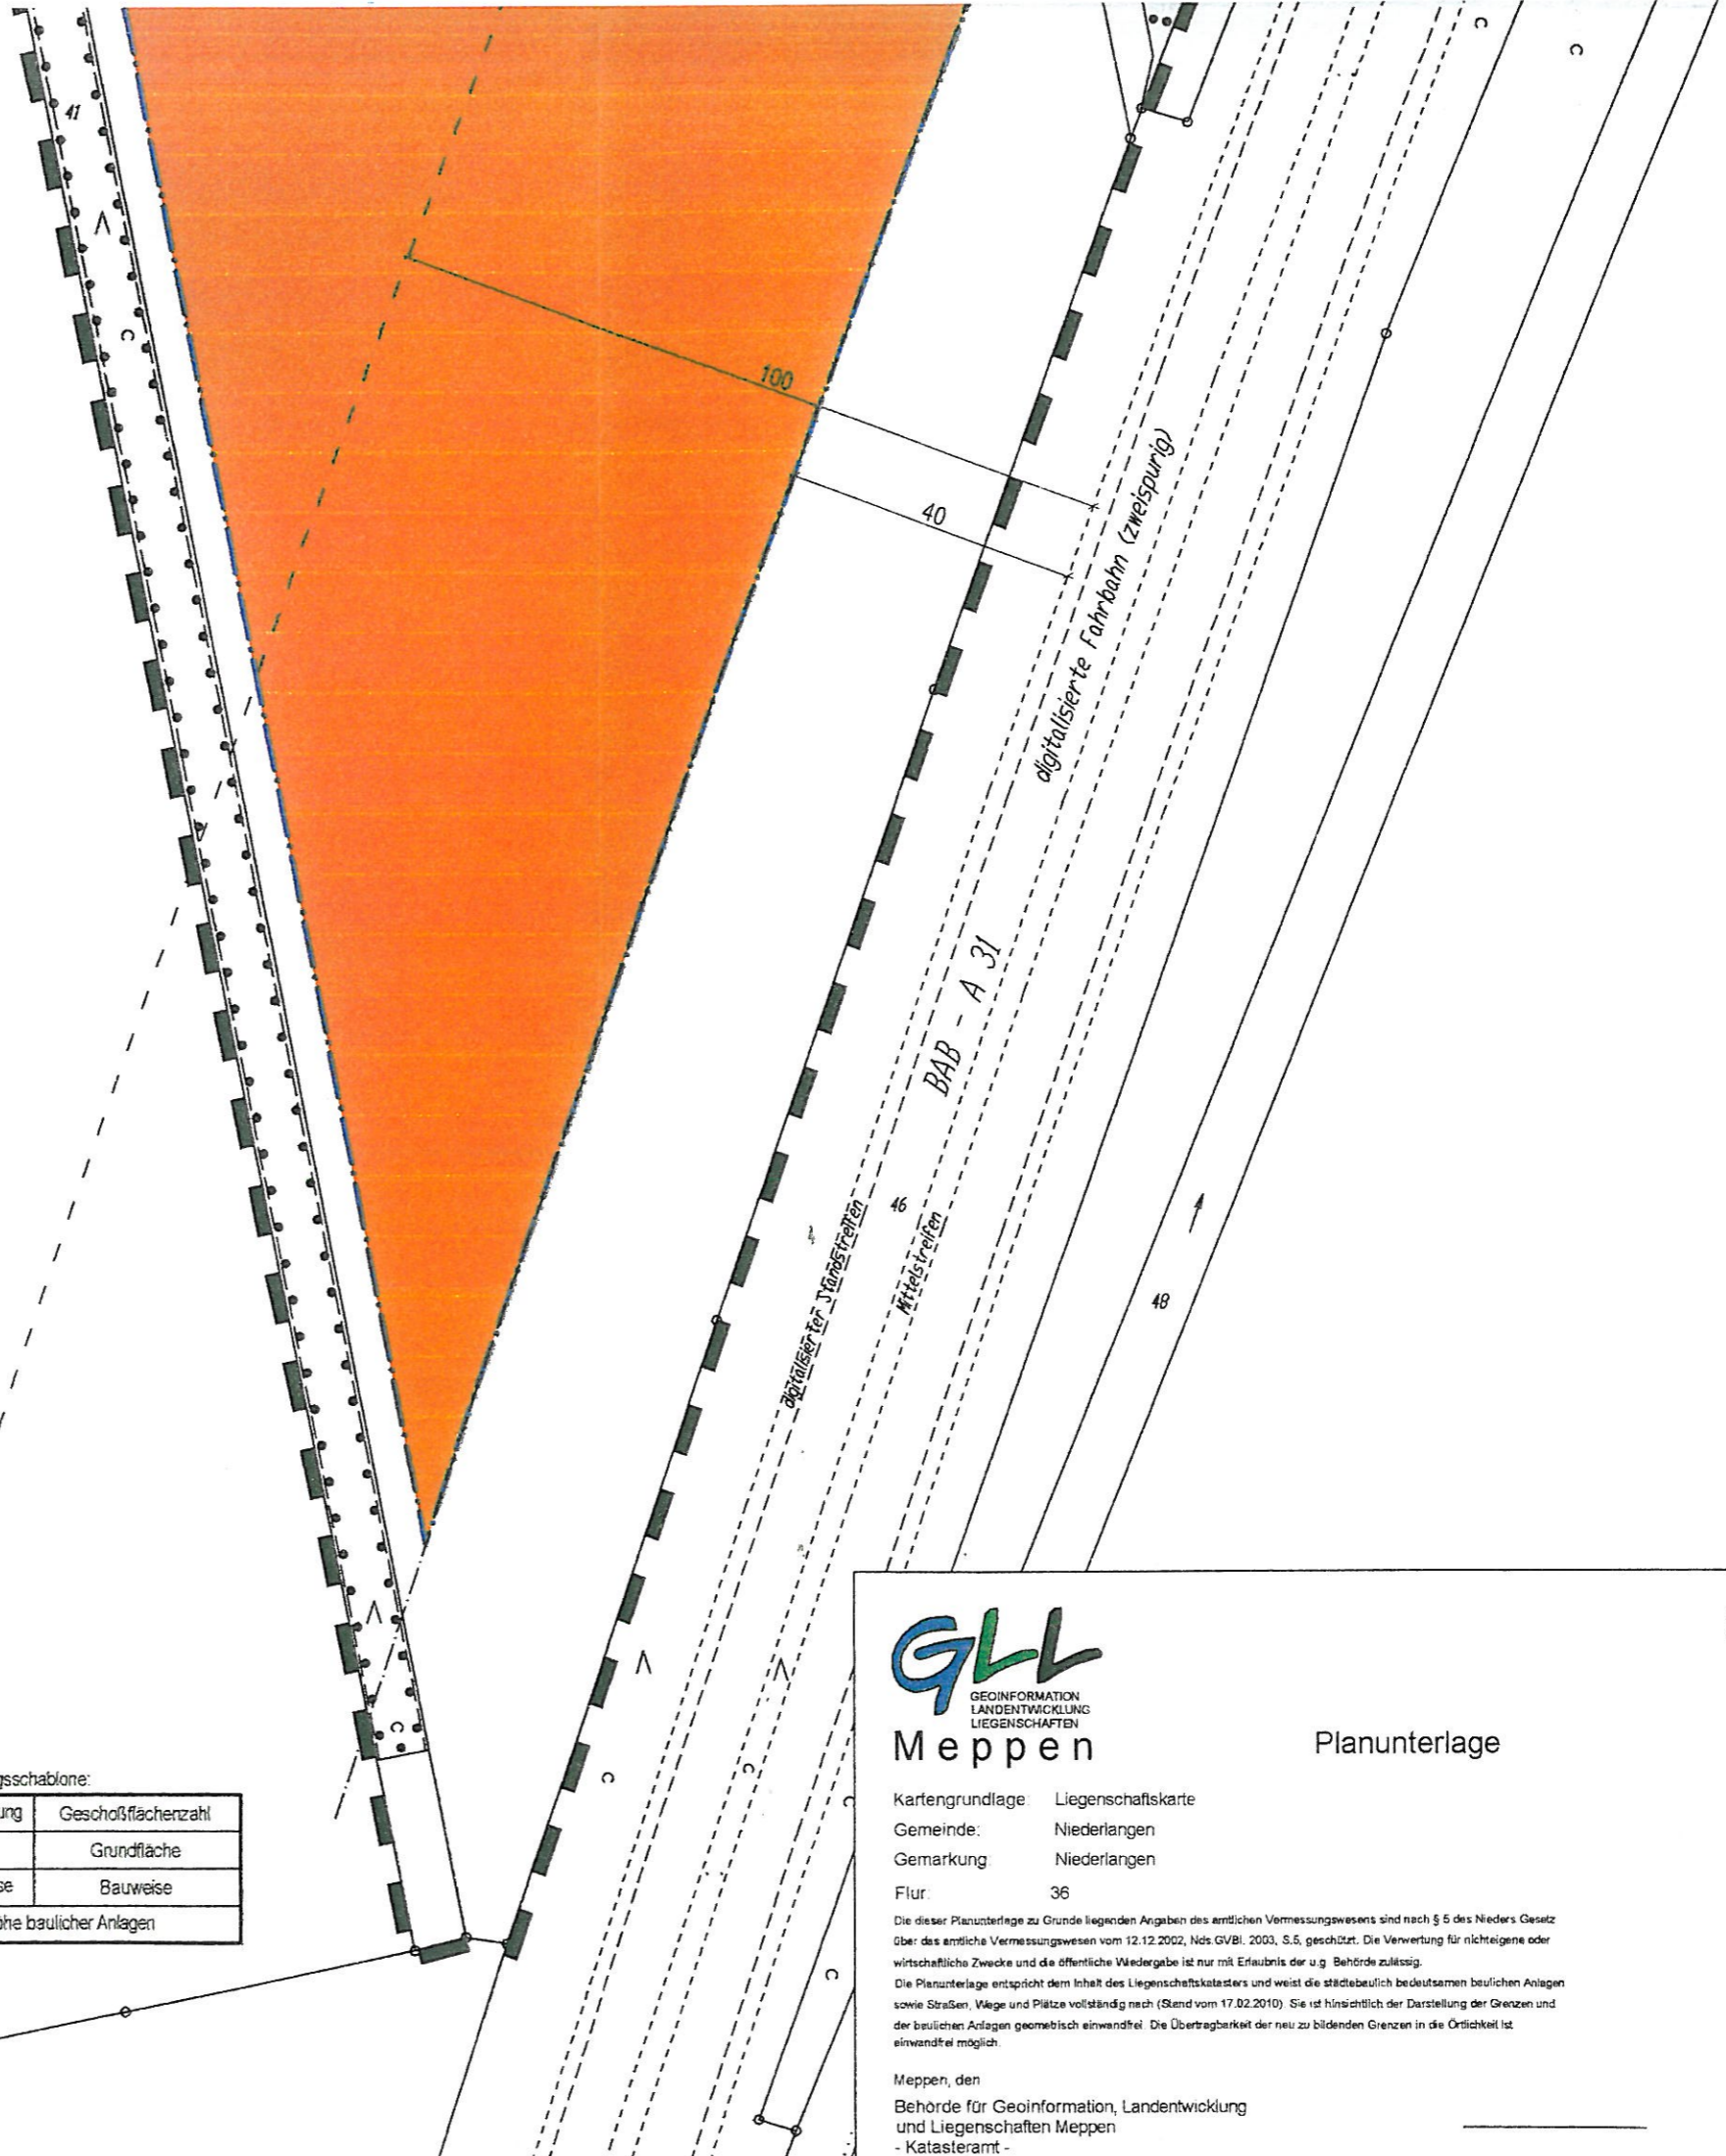 41
100
40
digitalisierte Fahrbahn (zweispurig)
BAB - A 31
46
digitalisierter Standstreifen
Mittelstreifen
48
gsschablone:
ung Geschoßflächenzahl
Grundfläche
se Bauweise
öhe baulicher Anlagen
GLL
GEOINFORMATION
LANDENTWICKLUNG
LIEGENSCHAFTEN
Meppen Planunterlage
Kartengrundlage: Liegenschaftskarte
Gemeinde: Niederlangen
Gemarkung: Niederlangen
Flur: 36
Die dieser Planunterlage zu Grunde liegenden Angaben des amtlichen Vermessungswesens sind nach § 5 des Nieders Gesetz
über das amtliche Vermessungswesen vom 12.12.2002, Nds.GVBl. 2003, S.5, geschützt. Die Verwertung für nichteigene oder
wirtschaftliche Zwecke und die öffentliche Wiedergabe ist nur mit Erlaubnis der u.g. Behörde zulässig.
Die Planunterlage entspricht dem Inhalt des Liegenschaftskatasters und weist die städtebaulich bedeutsamen baulichen Anlagen
sowie Straßen, Wege und Plätze vollständig nach (Stand vom 17.02.2010). Sie ist hinsichtlich der Darstellung der Grenzen und
der baulichen Anlagen geometrisch einwandfrei. Die Übertragbarkeit der neu zu bildenden Grenzen in die Örtlichkeit ist
einwandfrei möglich.
Meppen, den
Behörde für Geoinformation, Landentwicklung
und Liegenschaften Meppen
- Katasteramt -